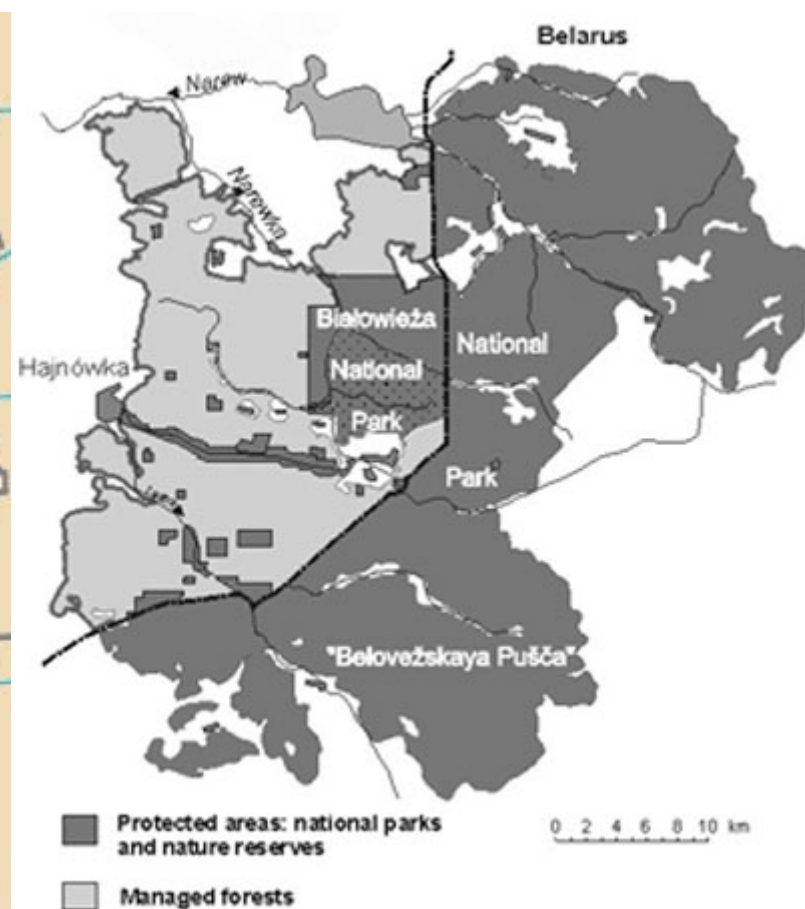 Belarus
Narew
Narewka
Białowieża
National
Park
Hajnówka
National
Park
"Belovežskaya Pušča"
Protected areas: national parks
and nature reserves
0 2 4 6 8 10 km
Managed forests